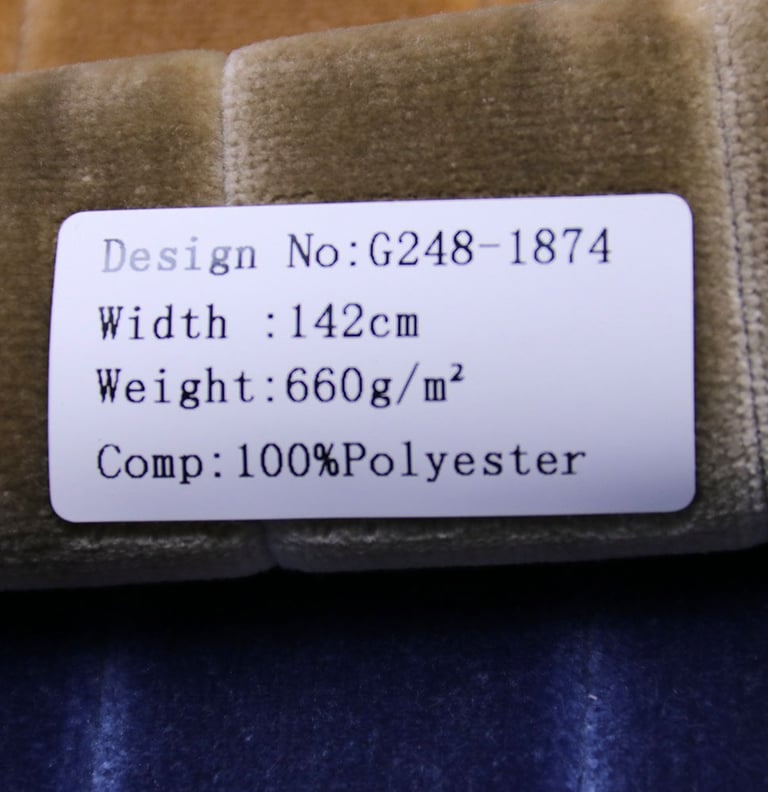 Design No:G248-1874
Width :142cm
Weight:660g/m²
Comp:100%Polyester